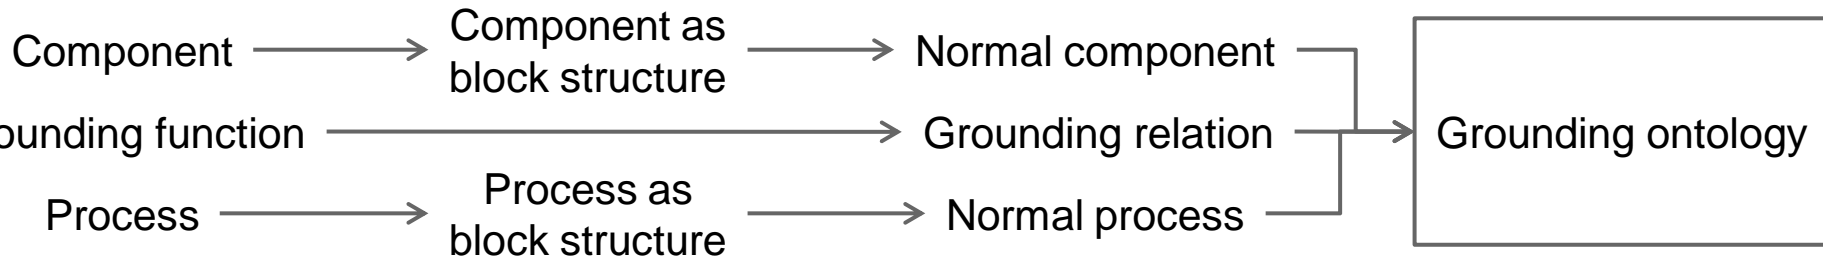 Component
Component as
block structure
Normal component
ounding function
Grounding relation
Grounding ontology
Process
Process as
block structure
Normal process